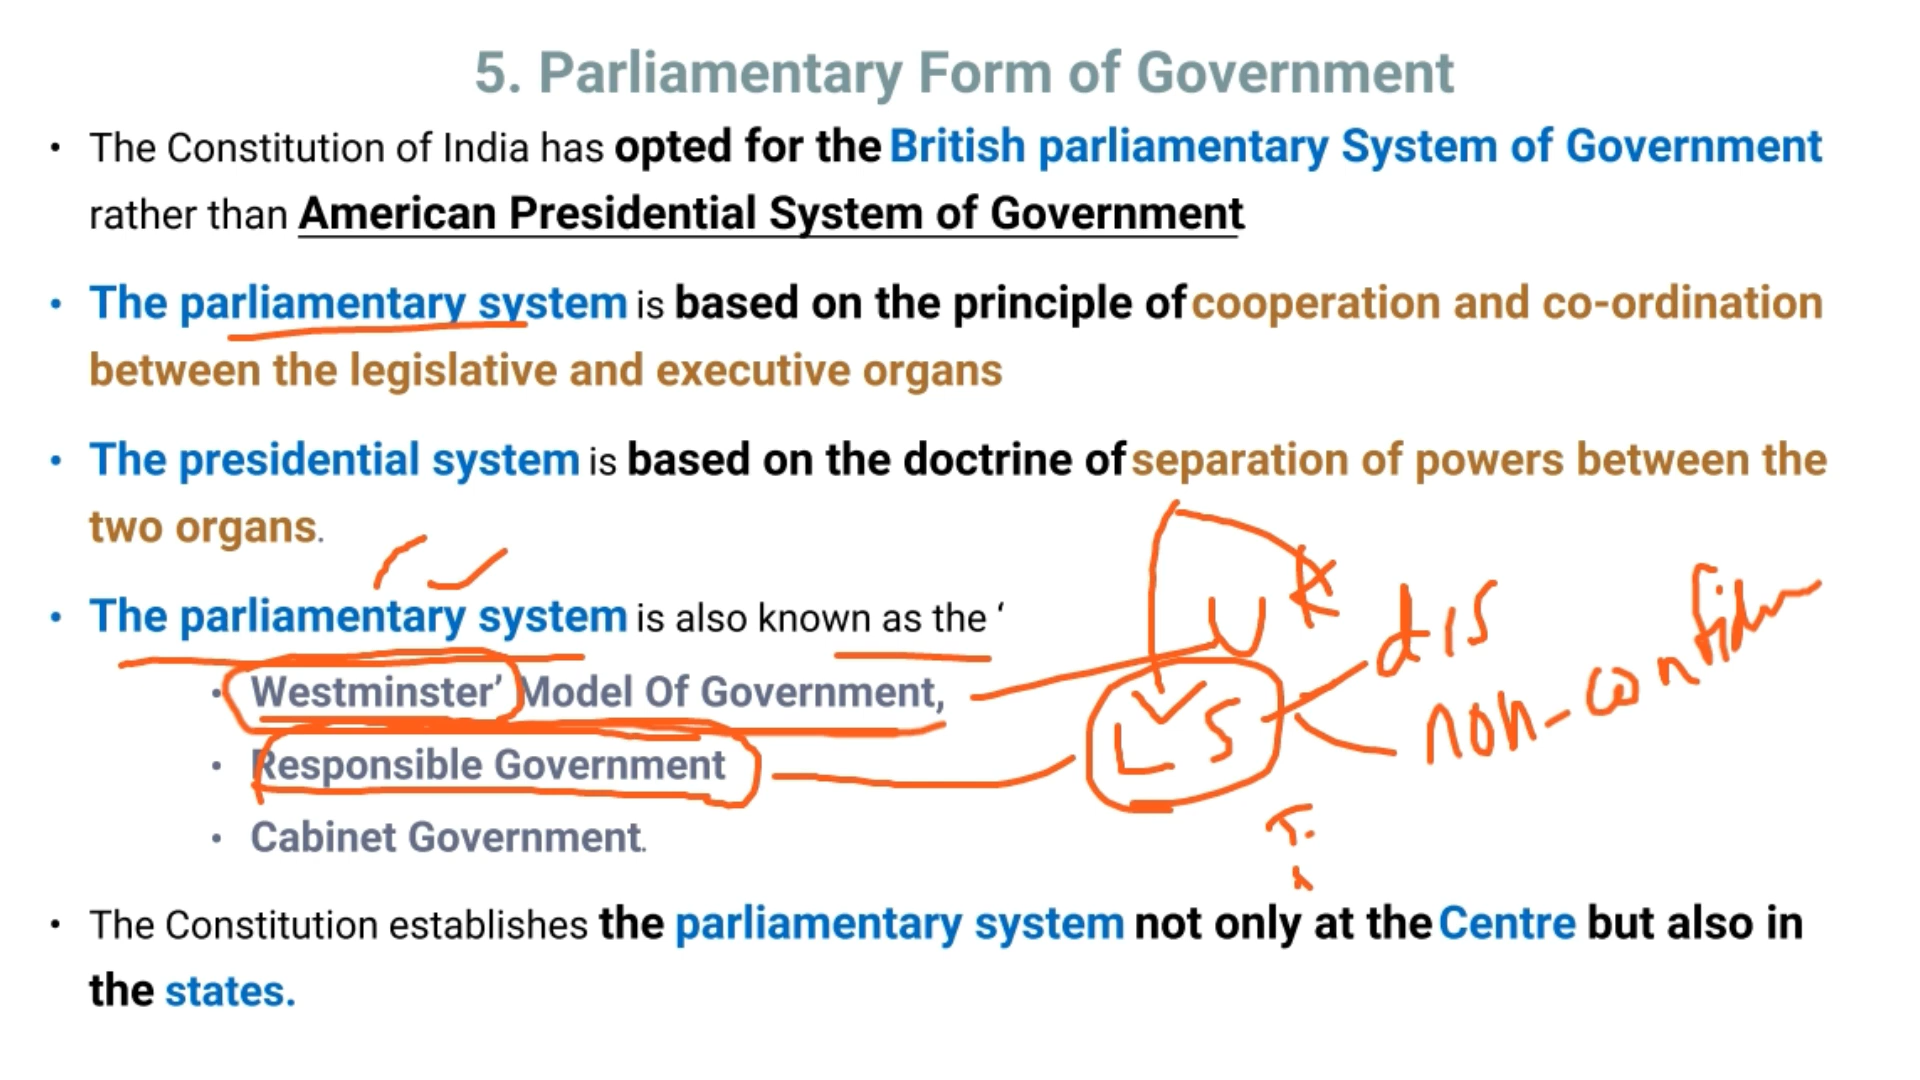 5. Parliamentary Form of Government
• The Constitution of India has opted for the British parliamentary System of Government
rather than American Presidential System of Government
• The parliamentary system is based on the principle of cooperation and co-ordination
between the legislative and executive organs
• The presidential system is based on the doctrine of separation of powers between the
two organs.
• The parliamentary system is also known as the ‘
• Westminster’ Model Of Government,
UK
dis
• Responsible Government
LS
non-confidn
• Cabinet Government.
• The Constitution establishes the parliamentary system not only at the Centre but also in
the states.